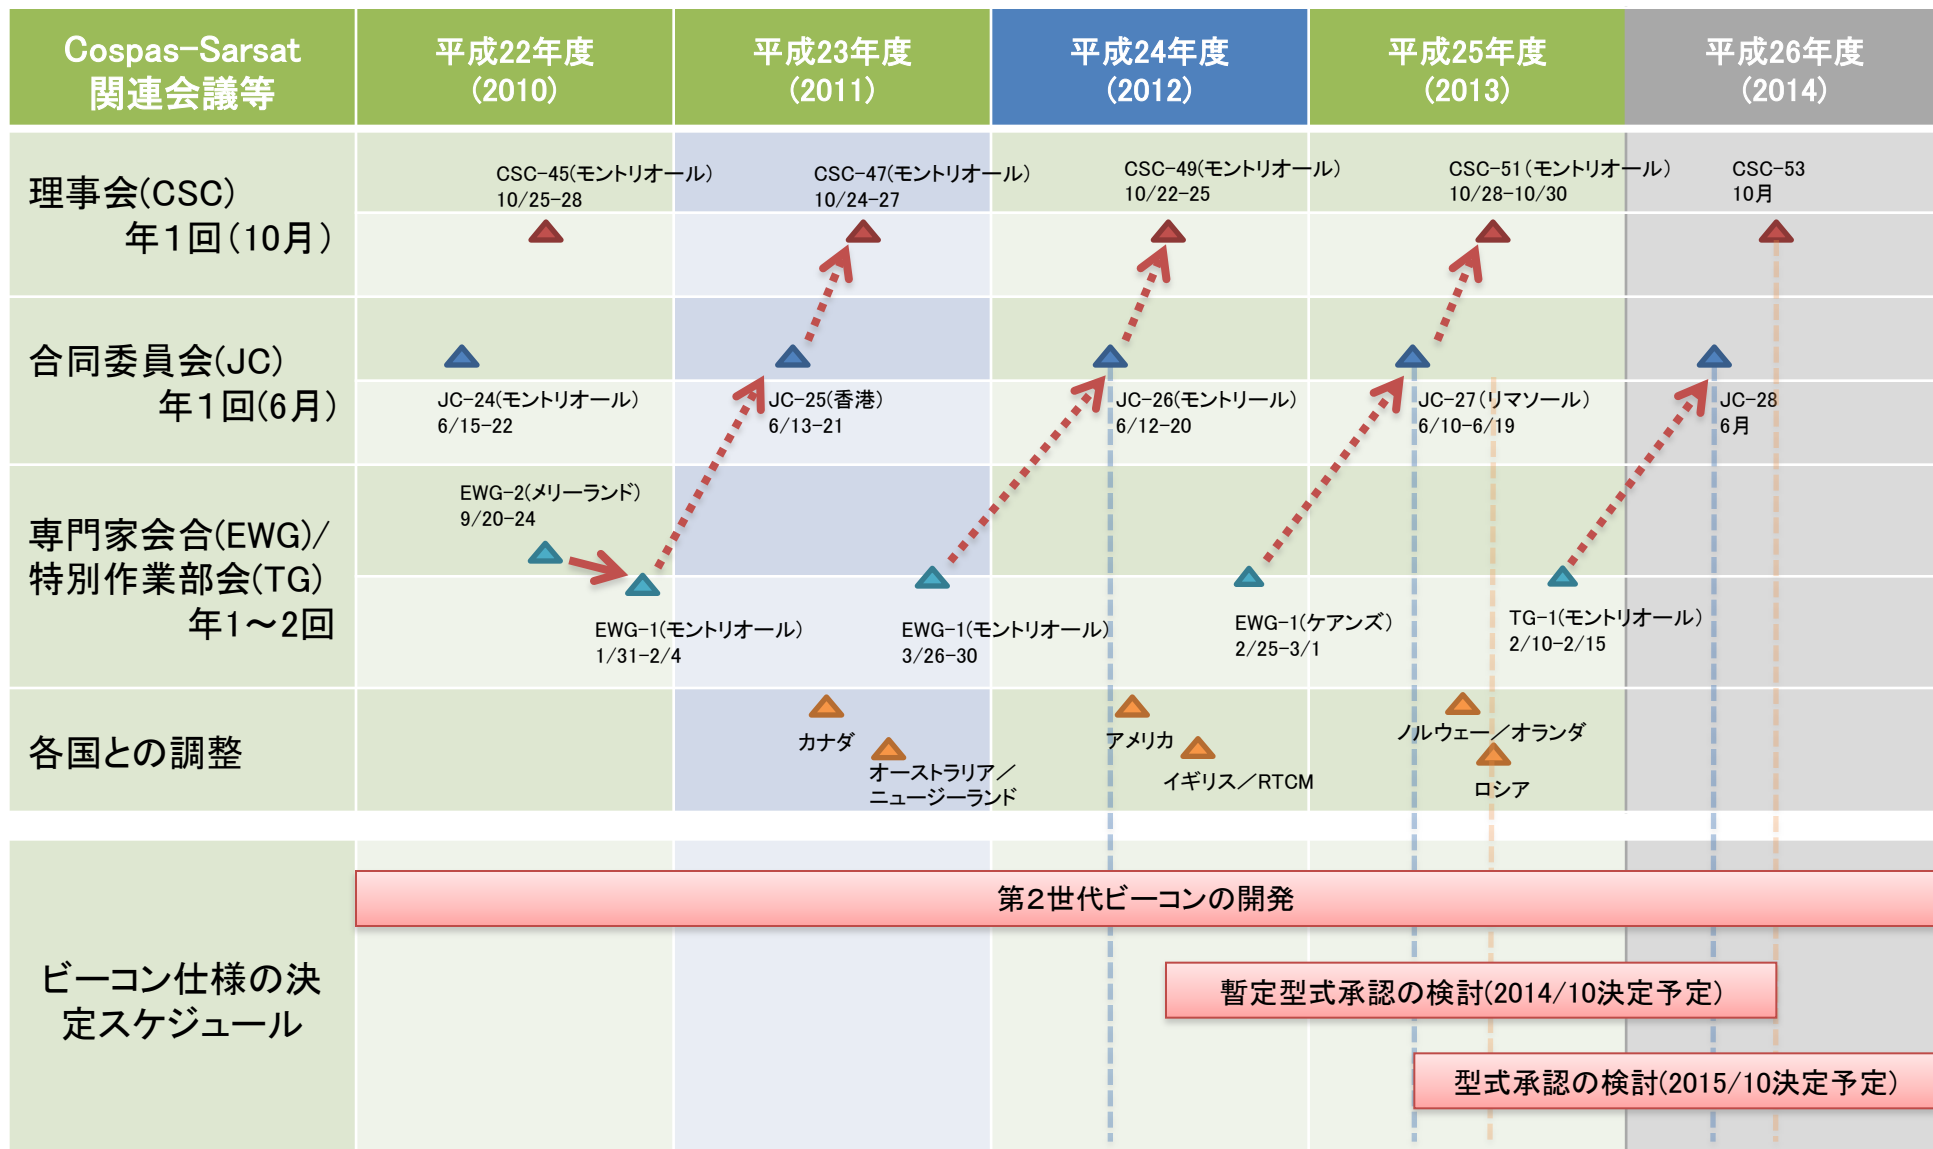 Cospas-Sarsat
関連会議等
平成22年度
(2010)
平成23年度
(2011)
平成24年度
(2012)
平成25年度
(2013)
平成26年度
(2014)
理事会(CSC)
年1回(10月)
CSC-45(モントリオール)
10/25-28
CSC-47(モントリオール)
10/24-27
CSC-49(モントリオール)
10/22-25
CSC-51(モントリオール)
10/28-10/30
CSC-53
10月
合同委員会(JC)
年1回(6月)
JC-24(モントリオール)
6/15-22
JC-25(香港)
6/13-21
JC-26(モントリール)
6/12-20
JC-27(リマソール)
6/10-6/19
JC-28
6月
専門家会合(EWG)/
特別作業部会(TG)
年1～2回
EWG-2(メリーランド)
9/20-24
EWG-1(モントリオール)
1/31-2/4
EWG-1(モントリオール)
3/26-30
EWG-1(ケアンズ)
2/25-3/1
TG-1(モントリオール)
2/10-2/15
各国との調整
カナダ
オーストラリア／
ニュージーランド
アメリカ
イギリス／RTCM
ノルウェー／オランダ
ロシア
ビーコン仕様の決
定スケジュール
第2世代ビーコンの開発
暫定型式承認の検討(2014/10決定予定)
型式承認の検討(2015/10決定予定)